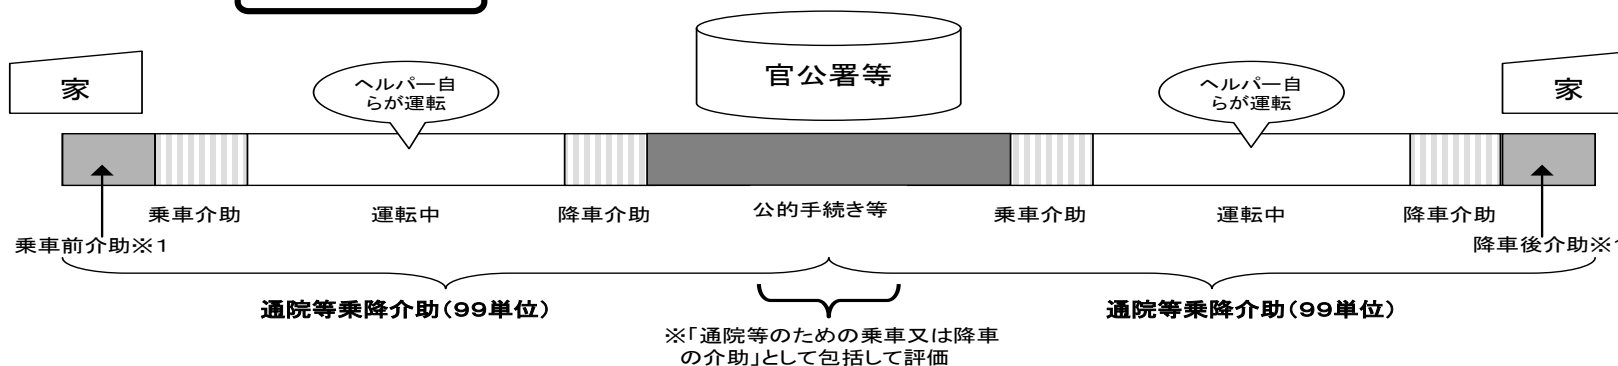 官公署等
家
ヘルパー自
らが運転
ヘルパー自
らが運転
家
乗車介助
運転中
降車介助
公的手続き等
乗車介助
運転中
降車介助
乗車前介助※1
降車後介助※1
通院等乗降介助(99単位)
通院等乗降介助(99単位)
※「通院等のための乗車又は降車
の介助」として包括して評価